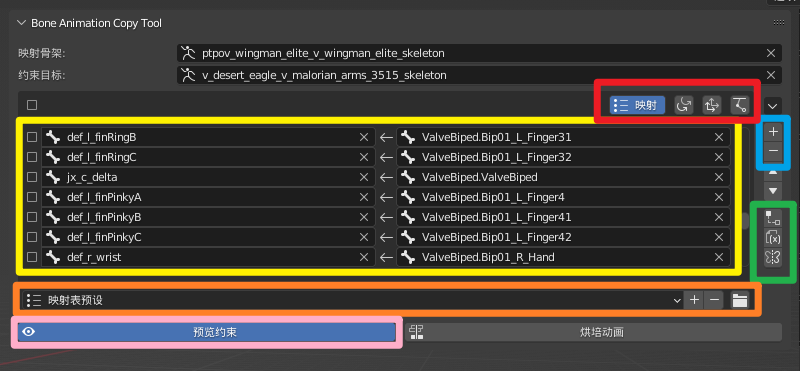 Bone Animation Copy Tool
映射骨架:
ptpov_wingman_elite_v_wingman_elite_skeleton
约束目标:
v_desert_eagle_v_malorian_arms_3515_skeleton
映射
def_l_finRingB ValveBiped.Bip01_L_Finger31
def_l_finRingC ValveBiped.Bip01_L_Finger32
jx_c_delta ValveBiped.ValveBiped
def_l_finPinkyA ValveBiped.Bip01_L_Finger4
def_l_finPinkyB ValveBiped.Bip01_L_Finger41
def_l_finPinkyC ValveBiped.Bip01_L_Finger42
def_r_wrist ValveBiped.Bip01_R_Hand
映射表预设
预览约束 烘培动画